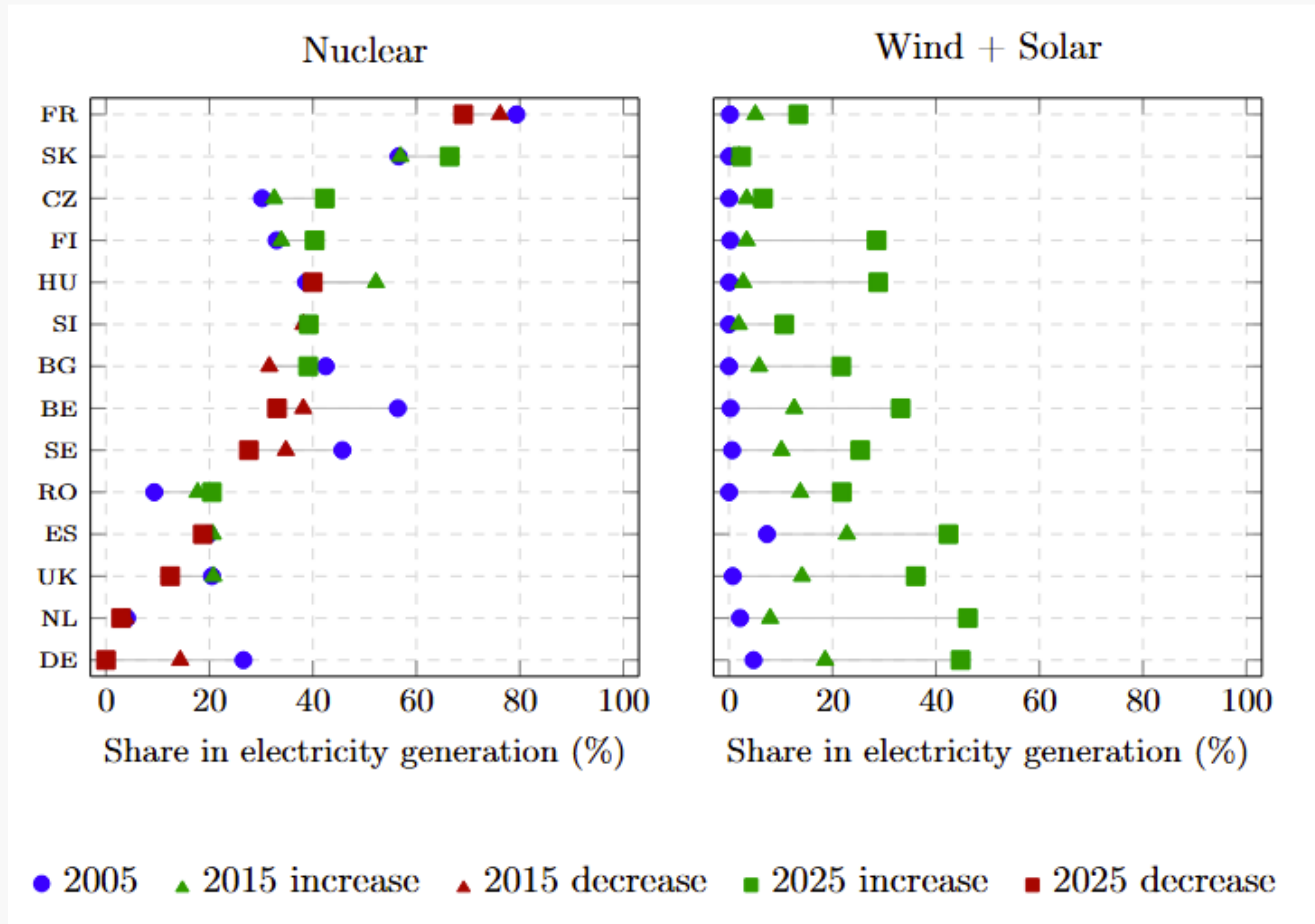 Nuclear
Wind + Solar
FR
SK
CZ
FI
HU
SI
BG
BE
SE
RO
ES
UK
NL
DE
0 20 40 60 80 100
0 20 40 60 80 100
Share in electricity generation (%)
Share in electricity generation (%)
2005 2015 increase 2015 decrease 2025 increase 2025 decrease